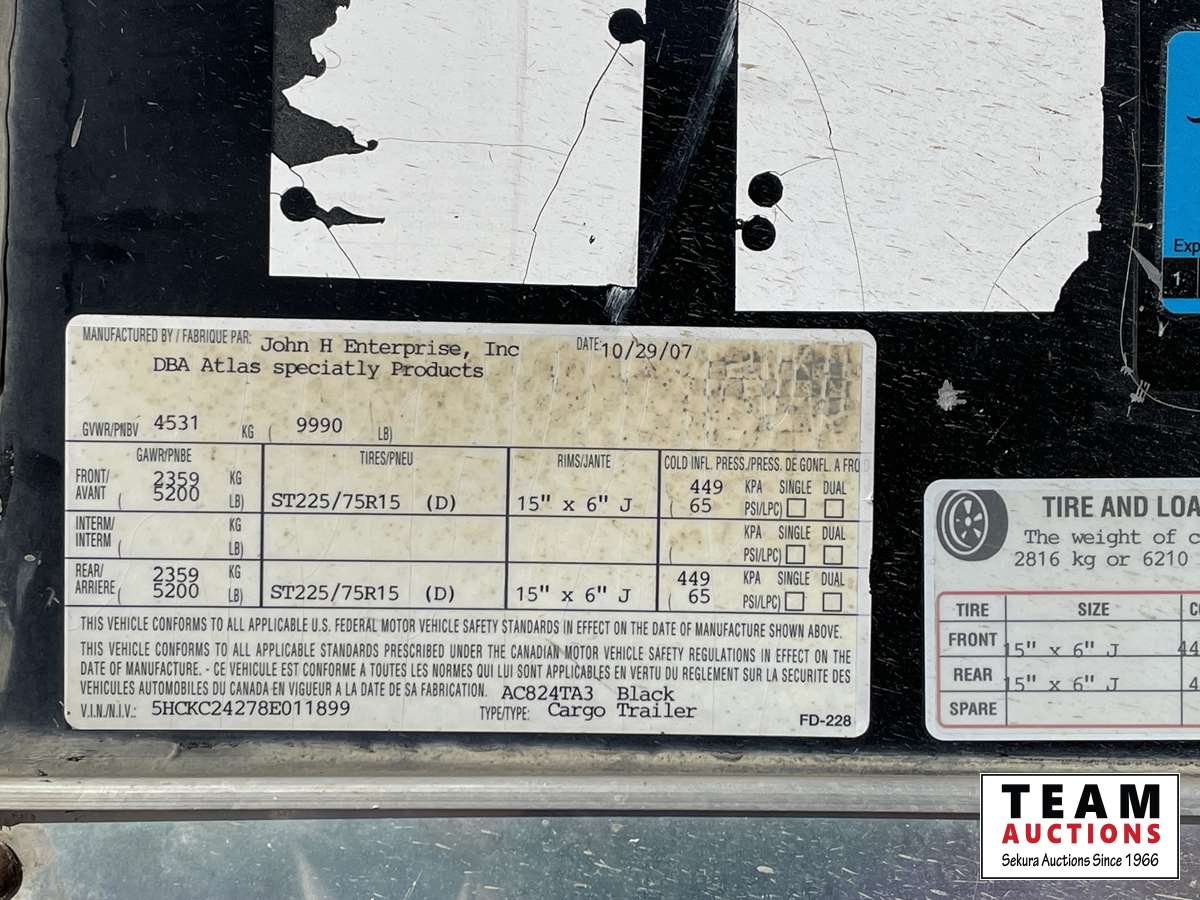 MANUFACTURED BY / FABRIQUE PAR: John H Enterprise, Inc DATE: 10/29/07
DBA Atlas speciatly Products
GVWR/PNBV 4531 KG ( 9990 LB)
GAWR/PNBE TIRES/PNEU RIMS/JANTE COLD INFL. PRESS./PRESS. DE GONFL. A FROID
FRONT/ 2359 KG 449 KPA SINGLE DUAL
AVANT ( 5200 LB) ST225/75R15 (D) 15" x 6" J ( 65 PSI/LPC)
INTERM/ KG KPA SINGLE DUAL
INTERM ( LB) ( PSI/LPC)
REAR/ 2359 KG 449 KPA SINGLE DUAL
ARRIERE ( 5200 LB) ST225/75R15 (D) 15" x 6" J ( 65 PSI/LPC)
THIS VEHICLE CONFORMS TO ALL APPLICABLE U.S. FEDERAL MOTOR VEHICLE SAFETY STANDARDS IN EFFECT ON THE DATE OF MANUFACTURE SHOWN ABOVE.
THIS VEHICLE CONFORMS TO ALL APPLICABLE STANDARDS PRESCRIBED UNDER THE CANADIAN MOTOR VEHICLE SAFETY REGULATIONS IN EFFECT ON THE
DATE OF MANUFACTURE. - CE VEHICULE EST CONFORME A TOUTES LES NORMES QUI LUI SONT APPLICABLES EN VERTU DU REGLEMENT SUR LA SECURITE DES
VEHICULES AUTOMOBILES DU CANADA EN VIGUEUR A LA DATE DE SA FABRICATION. AC824TA3 Black
V.I.N./N.I.V.: 5HCKC24278E011899 TYPE/TYPE: Cargo Trailer FD-228
TIRE AND LOA
The weight of c
2816 kg or 6210
TIRE SIZE C
FRONT 15" x 6" J 44
REAR 15" x 6" J 4
SPARE
Exp
1
TEAM
AUCTIONS
Sekura Auctions Since 1966